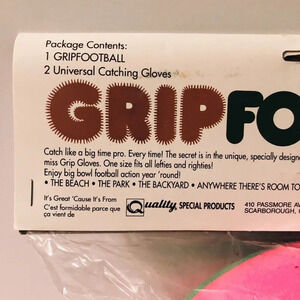 Package Contents:
1 GRIPFOOTBALL
2 Universal Catching Gloves
GRIPFO
Catch like a big time pro. Every time! The secret is in the unique, specially design
miss Grip Gloves. One size fits all lefties and righties!
Enjoy big bowl football action year 'round!
• THE BEACH • THE PARK • THE BACKYARD • ANYWHERE THERE'S ROOM TO
It's Great 'Cause It's From
C'est formidable parce que
ça vient de
Quality, SPECIAL PRODUCTS
410 PASSMORE AV
SCARBOROUGH,